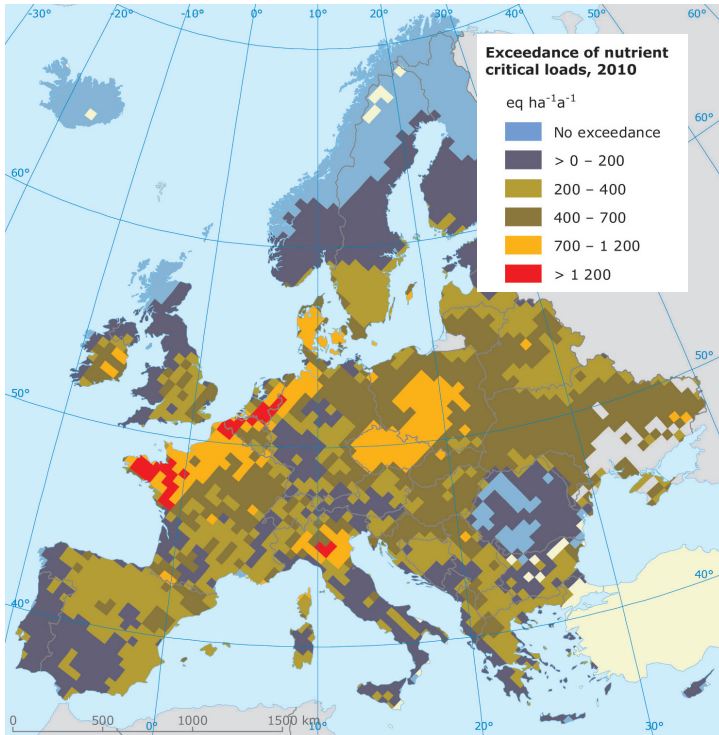 -30°
-20°
-10°
0°
10°
20°
30°
40°
50°
60°
Exceedance of nutrient
critical loads, 2010
eq ha⁻¹a⁻¹
No exceedance
> 0 – 200
200 – 400
400 – 700
700 – 1 200
> 1 200
60°
60°
50°
50°
40°
40°
0
500
1000
1500 km
0°
10°
20°
30°